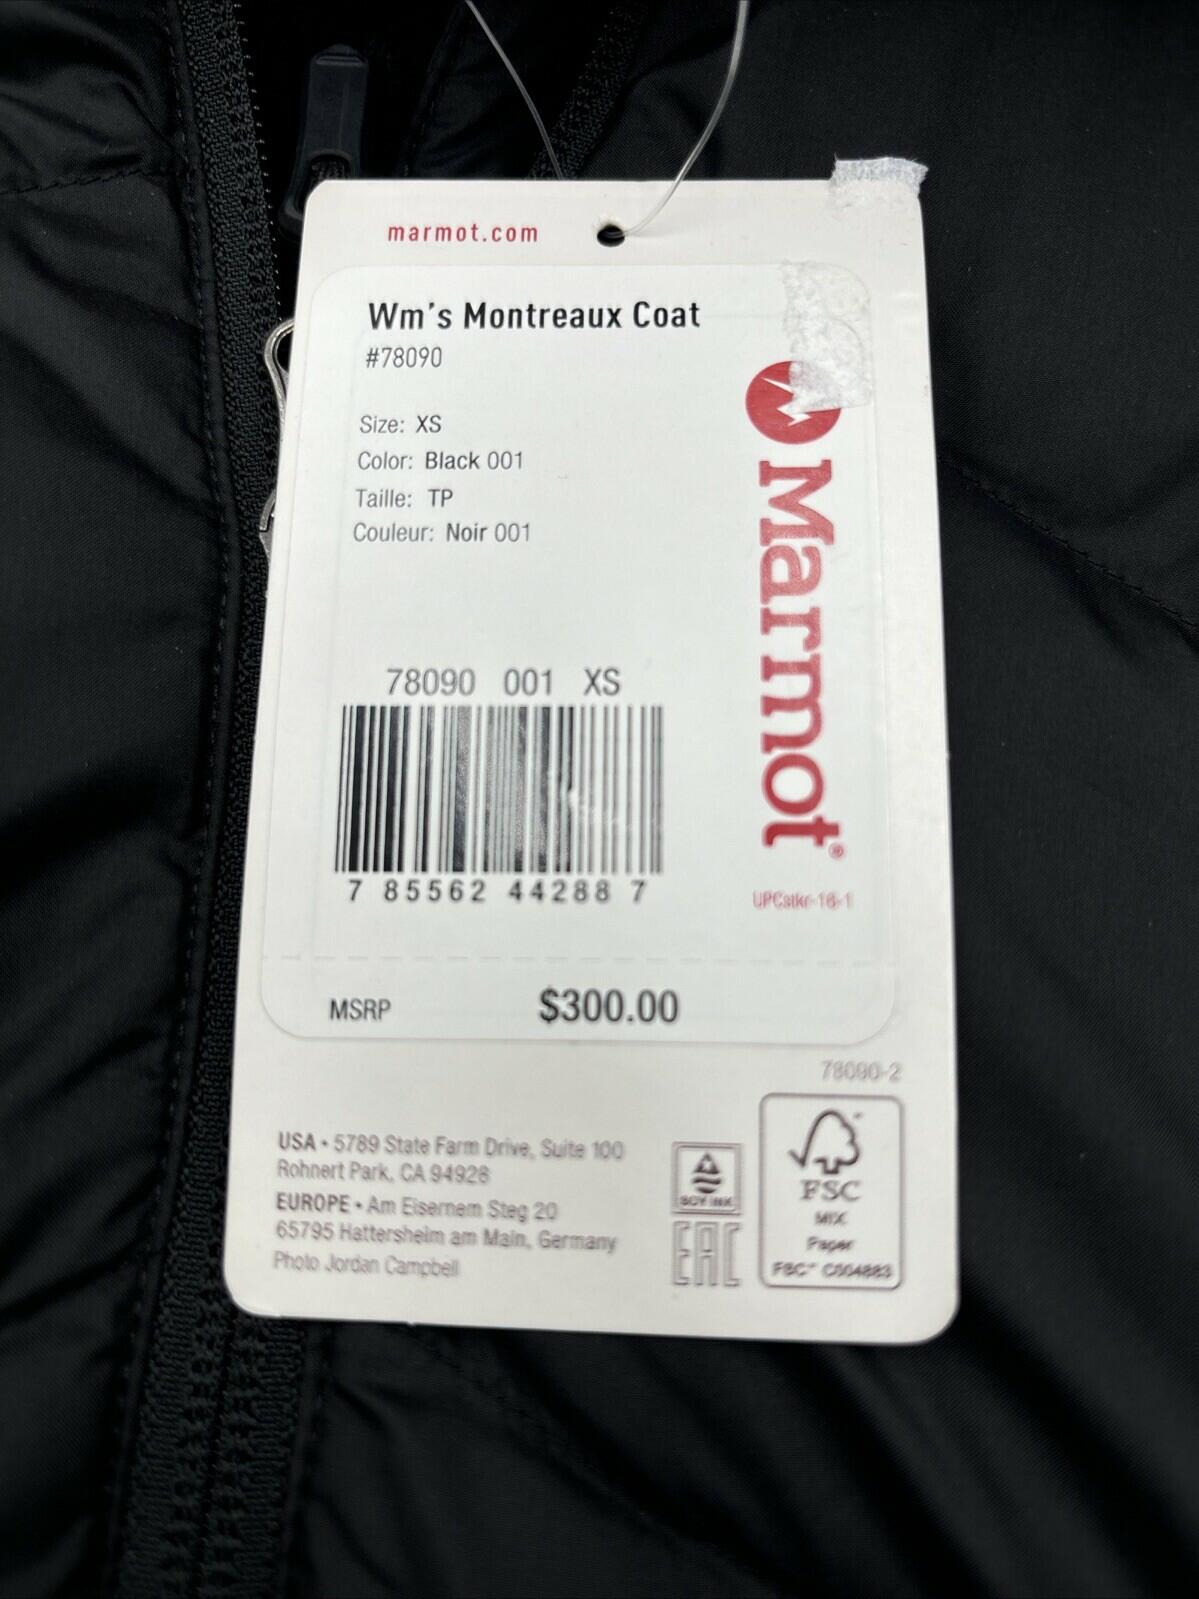 marmot.com
Wm's Montreaux Coat
#78090
Size: XS
Color: Black 001
Taille: TP
Couleur: Noir 001
Marmot®
78090 001 XS
7 85562 44288 7
UPCstkr-16-1
MSRP $300.00
78090-2
USA • 5789 State Farm Drive, Suite 100
Rohnert Park, CA 94928
EUROPE • Am Eisernem Steg 20
65795 Hattersheim am Main, Germany
Photo Jordan Campbell
SOY INK
EAC
FSC
MIX
Paper
FSC™ C004883